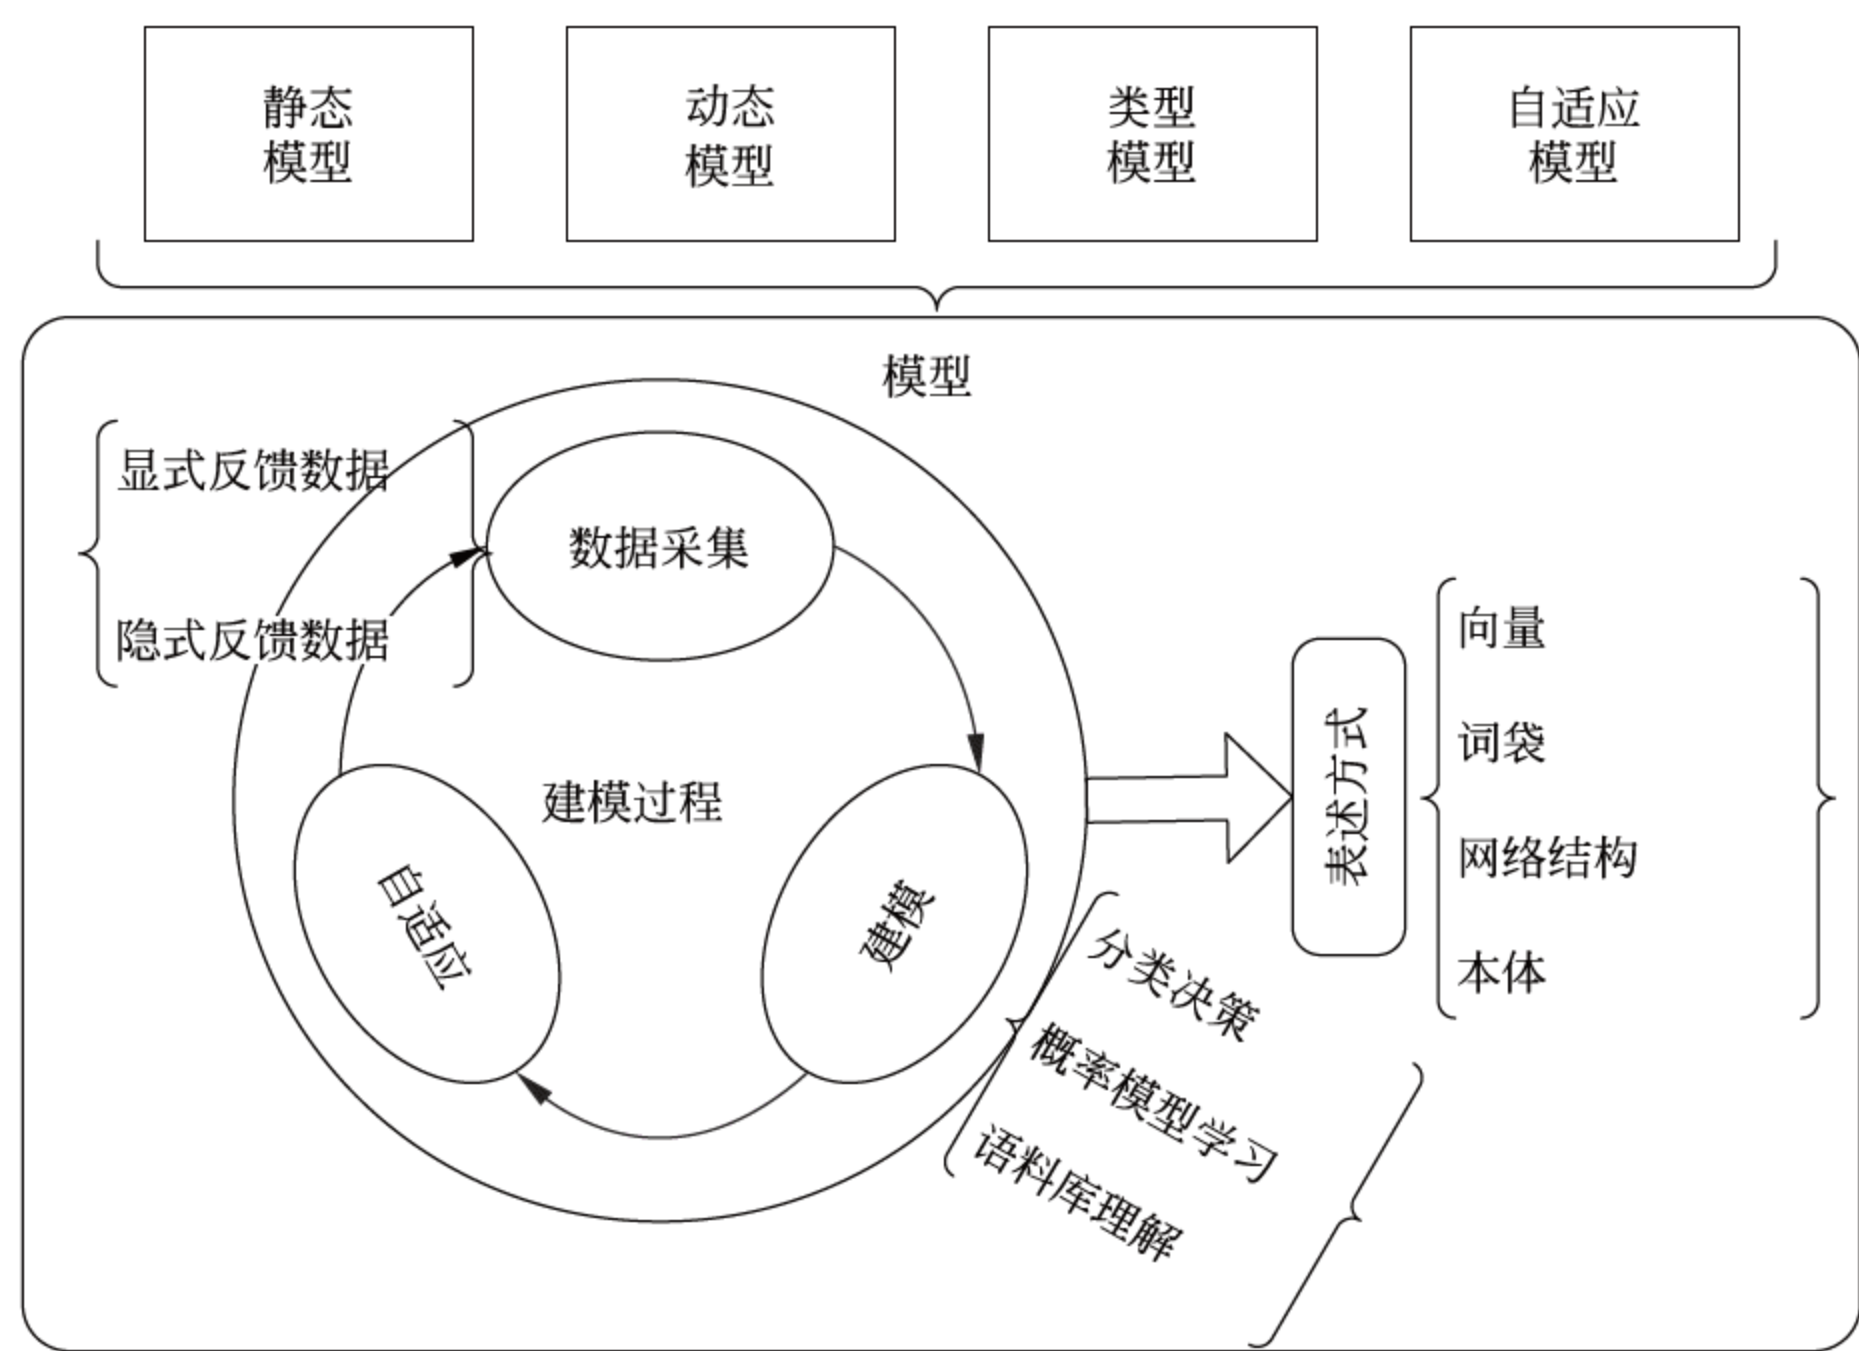 静态
模型
动态
模型
类型
模型
自适应
模型
模型
显式反馈数据
隐式反馈数据
数据采集
建模过程
自适应
建模
表述方式
向量
词袋
网络结构
本体
分类决策
概率模型学习
语料库理解